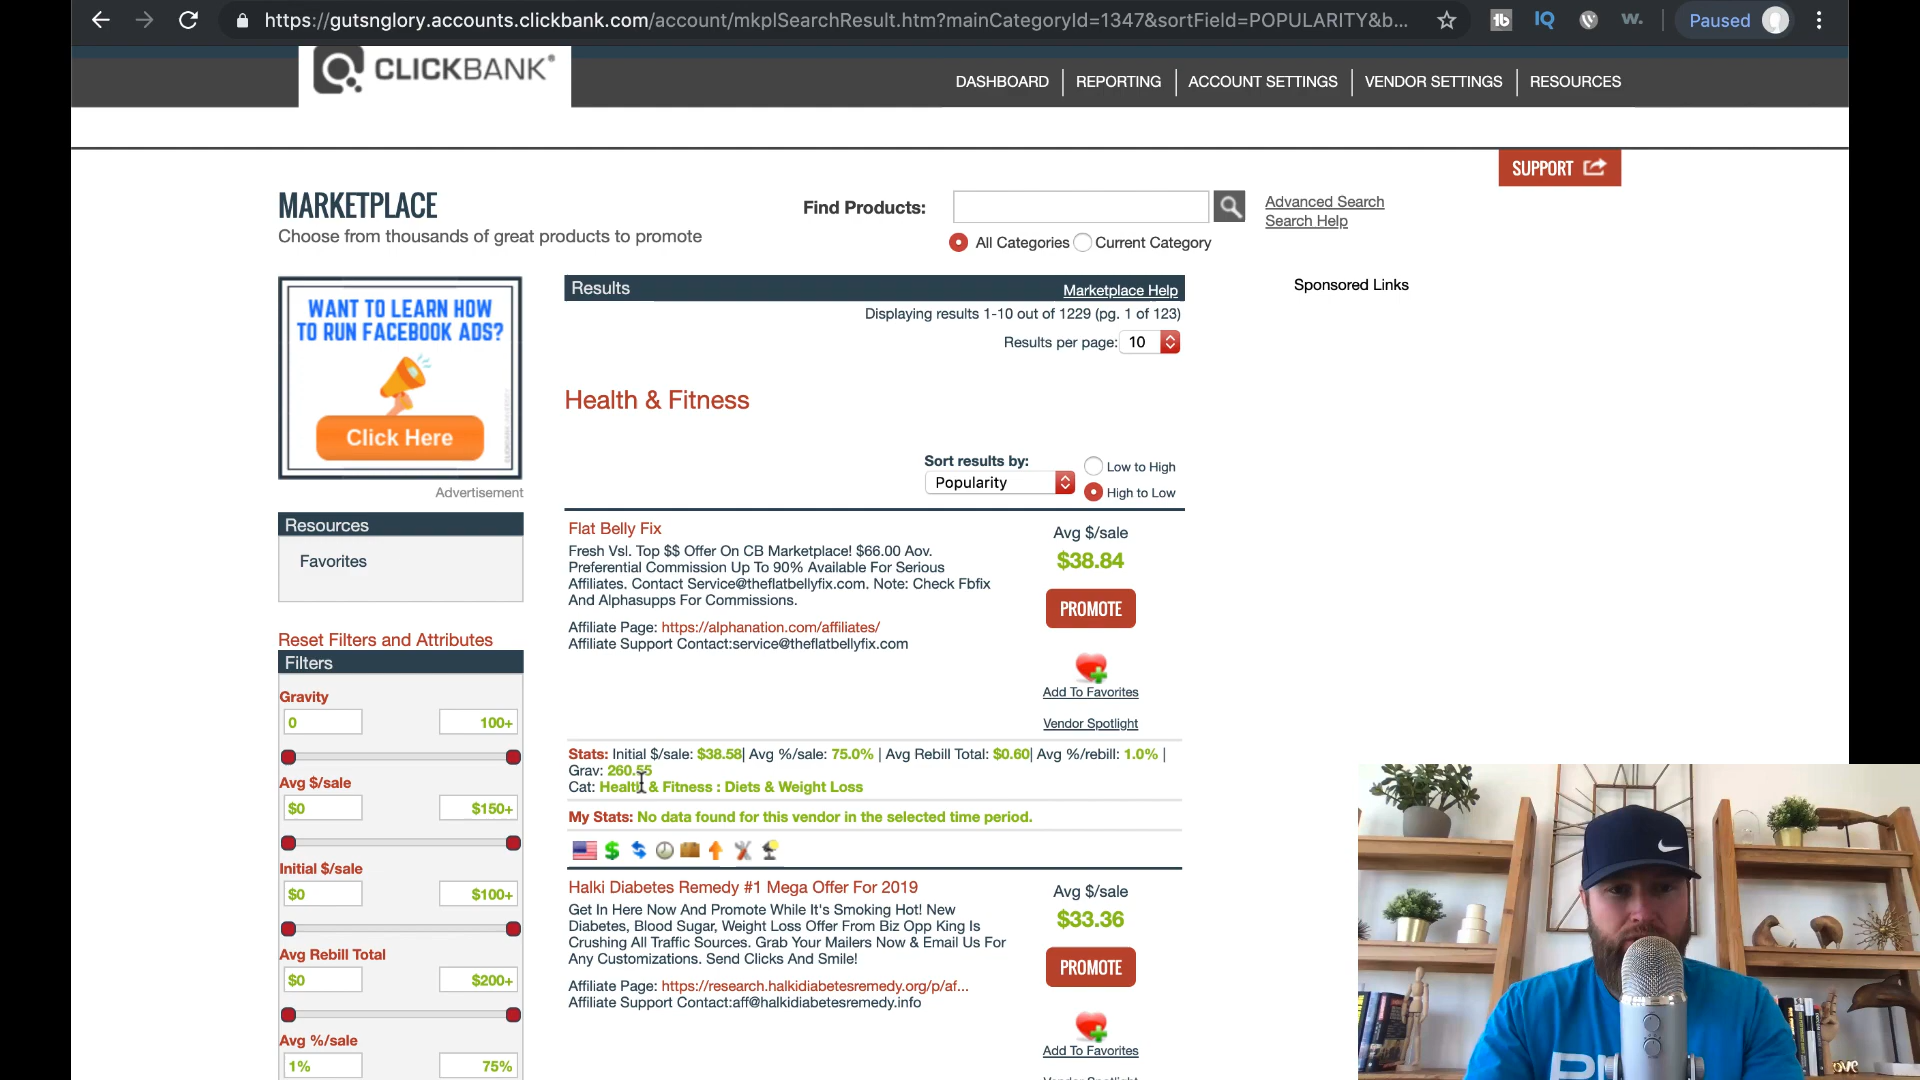 https://gutsnglory.accounts.clickbank.com/account/mkplSearchResult.htm?mainCategoryId=1347&sortField=POPULARITY&b...
Paused
CLICKBANK®
DASHBOARD
REPORTING
ACCOUNT SETTINGS
VENDOR SETTINGS
RESOURCES
SUPPORT
MARKETPLACE
Choose from thousands of great products to promote
Find Products:
Advanced Search
Search Help
All Categories
Current Category
WANT TO LEARN HOW
TO RUN FACEBOOK ADS?
Click Here
Advertisement
Resources
Favorites
Reset Filters and Attributes
Filters
Gravity
0
100+
Avg $/sale
$0
$150+
Initial $/sale
$0
$100+
Avg Rebill Total
$0
$200+
Avg %/sale
1%
75%
Results
Marketplace Help
Displaying results 1-10 out of 1229 (pg. 1 of 123)
Results per page: 10
Health & Fitness
Sort results by:
Popularity
Low to High
High to Low
Flat Belly Fix
Fresh Vsl. Top $$ Offer On CB Marketplace! $66.00 Aov.
Preferential Commission Up To 90% Available For Serious
Affiliates. Contact Service@theflatbellyfix.com. Note: Check Fbfix
And Alphasupps For Commissions.
Affiliate Page: https://alphanation.com/affiliates/
Affiliate Support Contact:service@theflatbellyfix.com
Avg $/sale
$38.84
PROMOTE
Add To Favorites
Vendor Spotlight
Stats: Initial $/sale: $38.58| Avg %/sale: 75.0% | Avg Rebill Total: $0.60| Avg %/rebill: 1.0% |
Grav: 260.55
Cat: Health & Fitness : Diets & Weight Loss
My Stats: No data found for this vendor in the selected time period.
Halki Diabetes Remedy #1 Mega Offer For 2019
Get In Here Now And Promote While It's Smoking Hot! New
Diabetes, Blood Sugar, Weight Loss Offer From Biz Opp King Is
Crushing All Traffic Sources. Grab Your Mailers Now & Email Us For
Any Customizations. Send Clicks And Smile!
Affiliate Page: https://research.halkidiabetesremedy.org/p/af...
Affiliate Support Contact:aff@halkidiabetesremedy.info
Avg $/sale
$33.36
PROMOTE
Add To Favorites
Vendor Spotlight
Sponsored Links